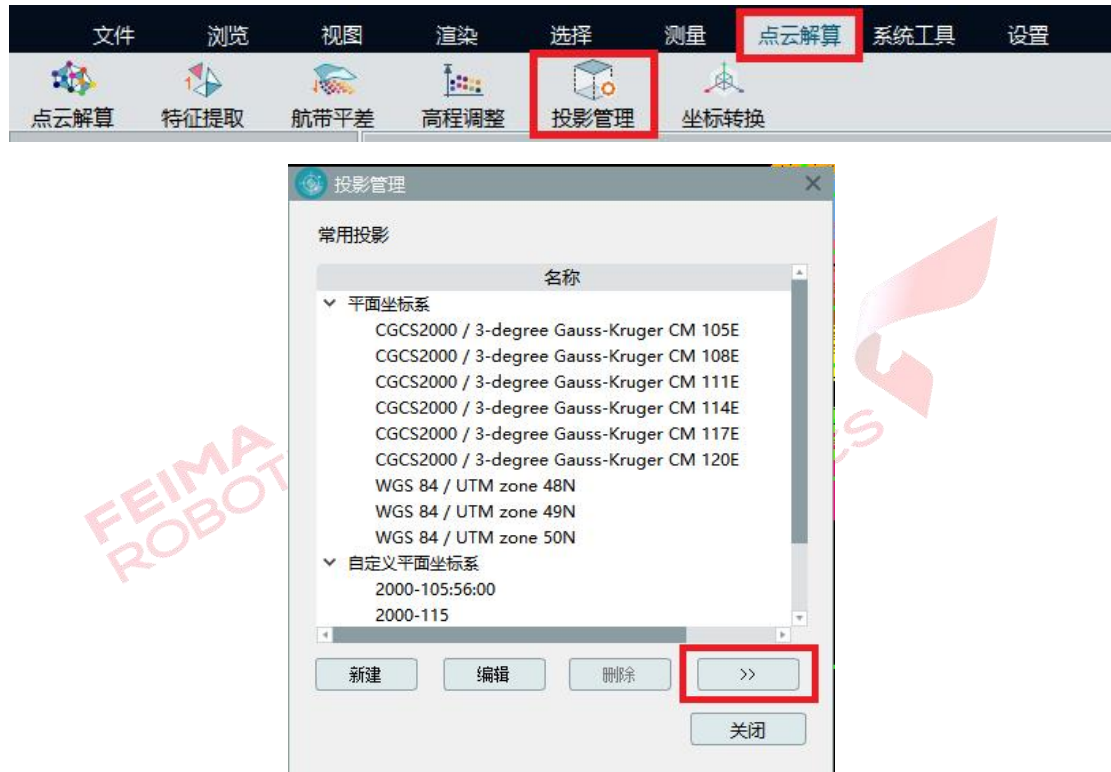 文件 浏览 视图 渲染 选择 测量 点云解算 系统工具 设置
点云解算 特征提取 航带平差 高程调整 投影管理 坐标转换
投影管理
常用投影
名称
平面坐标系
CGCS2000 / 3-degree Gauss-Kruger CM 105E
CGCS2000 / 3-degree Gauss-Kruger CM 108E
CGCS2000 / 3-degree Gauss-Kruger CM 111E
CGCS2000 / 3-degree Gauss-Kruger CM 114E
CGCS2000 / 3-degree Gauss-Kruger CM 117E
CGCS2000 / 3-degree Gauss-Kruger CM 120E
WGS 84 / UTM zone 48N
WGS 84 / UTM zone 49N
WGS 84 / UTM zone 50N
自定义平面坐标系
2000-105:56:00
2000-115
新建 编辑 删除 >>
关闭
FEIMA